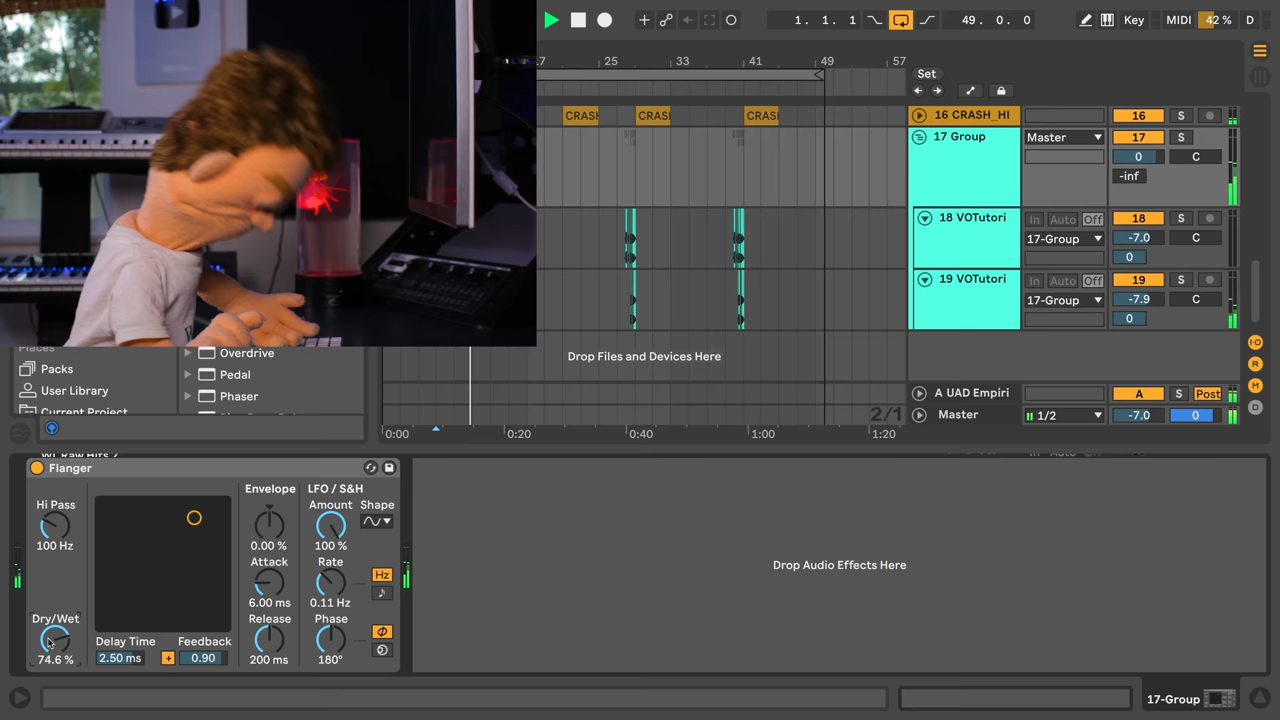 1. 1. 1
49. 0. 0
Key
MIDI
42 %
D
17
25
33
41
49
57
Set
CRASH
CRASH
CRASH
16 CRASH_HI
16
S
17 Group
Master
17
S
0
C
-inf
18 VOTutori
In
Auto
Off
18
S
17-Group
-7.0
C
0
19 VOTutori
In
Auto
Off
19
S
17-Group
-7.9
C
0
Places
Packs
User Library
Current Project
Overdrive
Pedal
Phaser
Drop Files and Devices Here
A UAD Empiri
A
S
Post
2/1
Master
1/2
-7.0
0
I·O
R
M
D
0:00
0:20
0:40
1:00
1:20
Flanger
Hi Pass
100 Hz
Dry/Wet
74.6 %
Delay Time
Feedback
2.50 ms
+
0.90
Envelope
0.00 %
Attack
6.00 ms
Release
200 ms
LFO / S&H
Amount
Shape
100 %
Rate
Hz
0.11 Hz
Phase
180°
Drop Audio Effects Here
17-Group